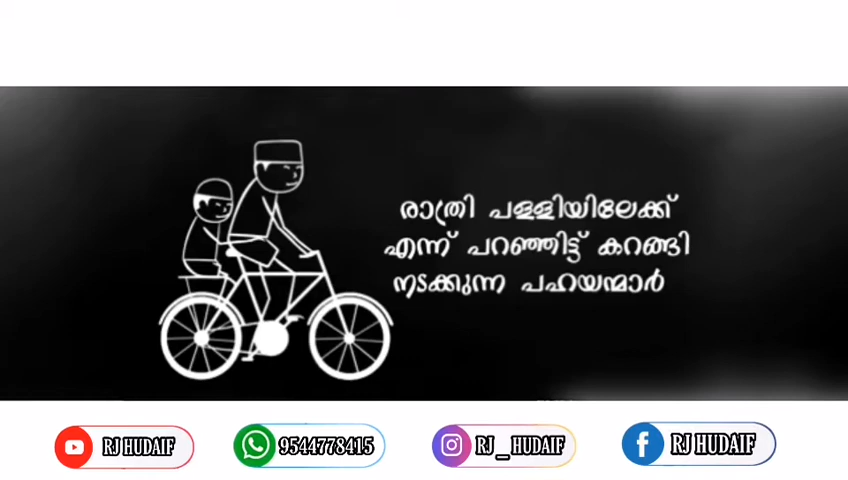 രാത്രി പള്ളിയിലേക്ക്
എന്ന് പറഞ്ഞിട്ട് കറങ്ങി
നടക്കുന്ന പഹയന്മാർ
RJ HUDAIF
9544778415
RJ_HUDAIF
RJ HUDAIF